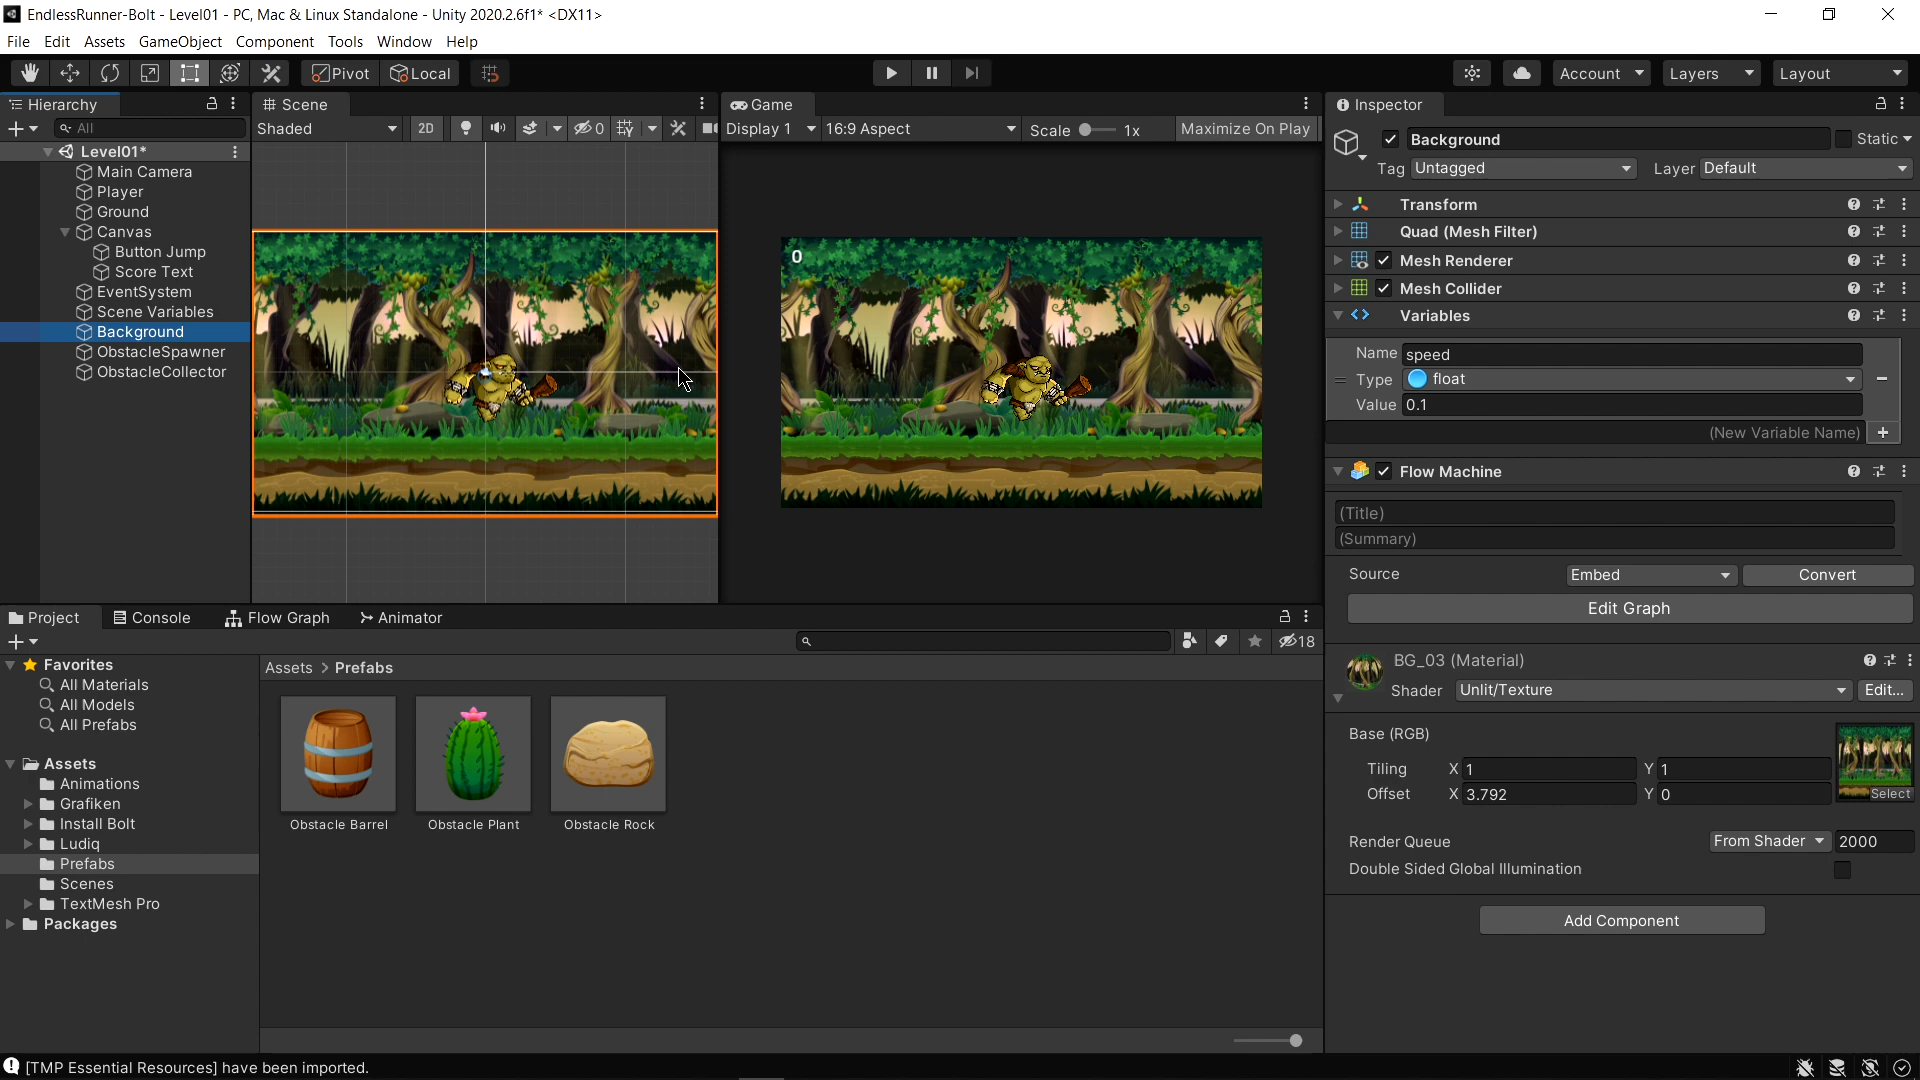 EndlessRunner-Bolt - Level01 - PC, Mac & Linux Standalone - Unity 2020.2.6f1* <DX11>
File Edit Assets GameObject Component Tools Window Help
Pivot Local Account Layers Layout
Hierarchy
All
Level01*
Main Camera
Player
Ground
Canvas
Button Jump
Score Text
EventSystem
Scene Variables
Background
ObstacleSpawner
ObstacleCollector
Scene
Shaded 2D 0
Game
Display 1 16:9 Aspect Scale 1x Maximize On Play
0
Inspector
Background Static
Tag Untagged Layer Default
Transform
Quad (Mesh Filter)
Mesh Renderer
Mesh Collider
Variables
Name speed
Type float
Value 0.1
(New Variable Name)
Flow Machine
(Title)
(Summary)
Source Embed Convert
Edit Graph
BG_03 (Material)
Shader Unlit/Texture Edit...
Base (RGB)
Tiling X 1 Y 1
Offset X 3.792 Y 0
Select
Render Queue From Shader 2000
Double Sided Global Illumination
Add Component
Project Console Flow Graph Animator
18
Favorites
All Materials
All Models
All Prefabs
Assets
Animations
Grafiken
Install Bolt
Ludiq
Prefabs
Scenes
TextMesh Pro
Packages
Assets > Prefabs
Obstacle Barrel Obstacle Plant Obstacle Rock
[TMP Essential Resources] have been imported.